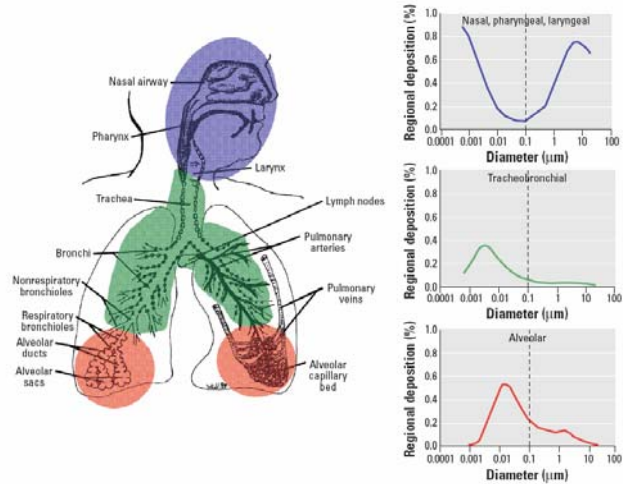 Nasal airway
Pharynx
Larynx
Trachea
Lymph nodes
Pulmonary
arteries
Bronchi
Nonrespiratory
bronchioles
Pulmonary
veins
Respiratory
bronchioles
Alveolar
ducts
Alveolar
sacs
Alveolar
capillary
bed
Regional deposition (%)
Nasal, pharyngeal, laryngeal
1.0
0.8
0.6
0.4
0.2
0.0
0.0001 0.001 0.01 0.1 1 10 100
Diameter (μm)
Regional deposition (%)
Tracheobronchial
1.0
0.8
0.6
0.4
0.2
0.0
0.0001 0.001 0.01 0.1 1 10 100
Diameter (μm)
Regional deposition (%)
Alveolar
1.0
0.8
0.6
0.4
0.2
0.0
0.0001 0.001 0.01 0.1 1 10 100
Diameter (μm)